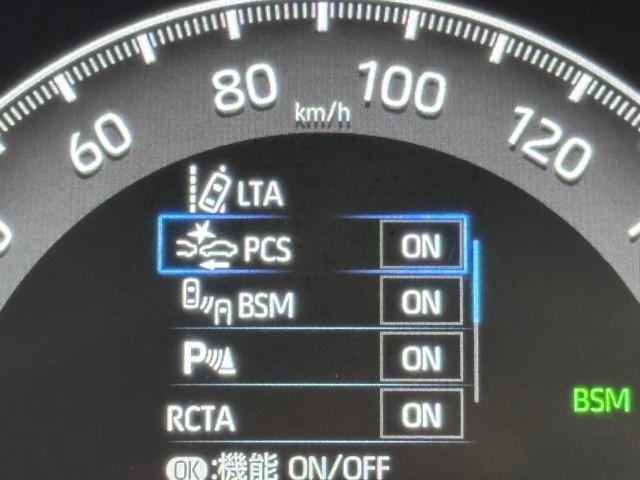 80
100
km/h
60
120
LTA
PCS ON
BSM ON
P ON
BSM
RCTA ON
OK:機能 ON/OFF